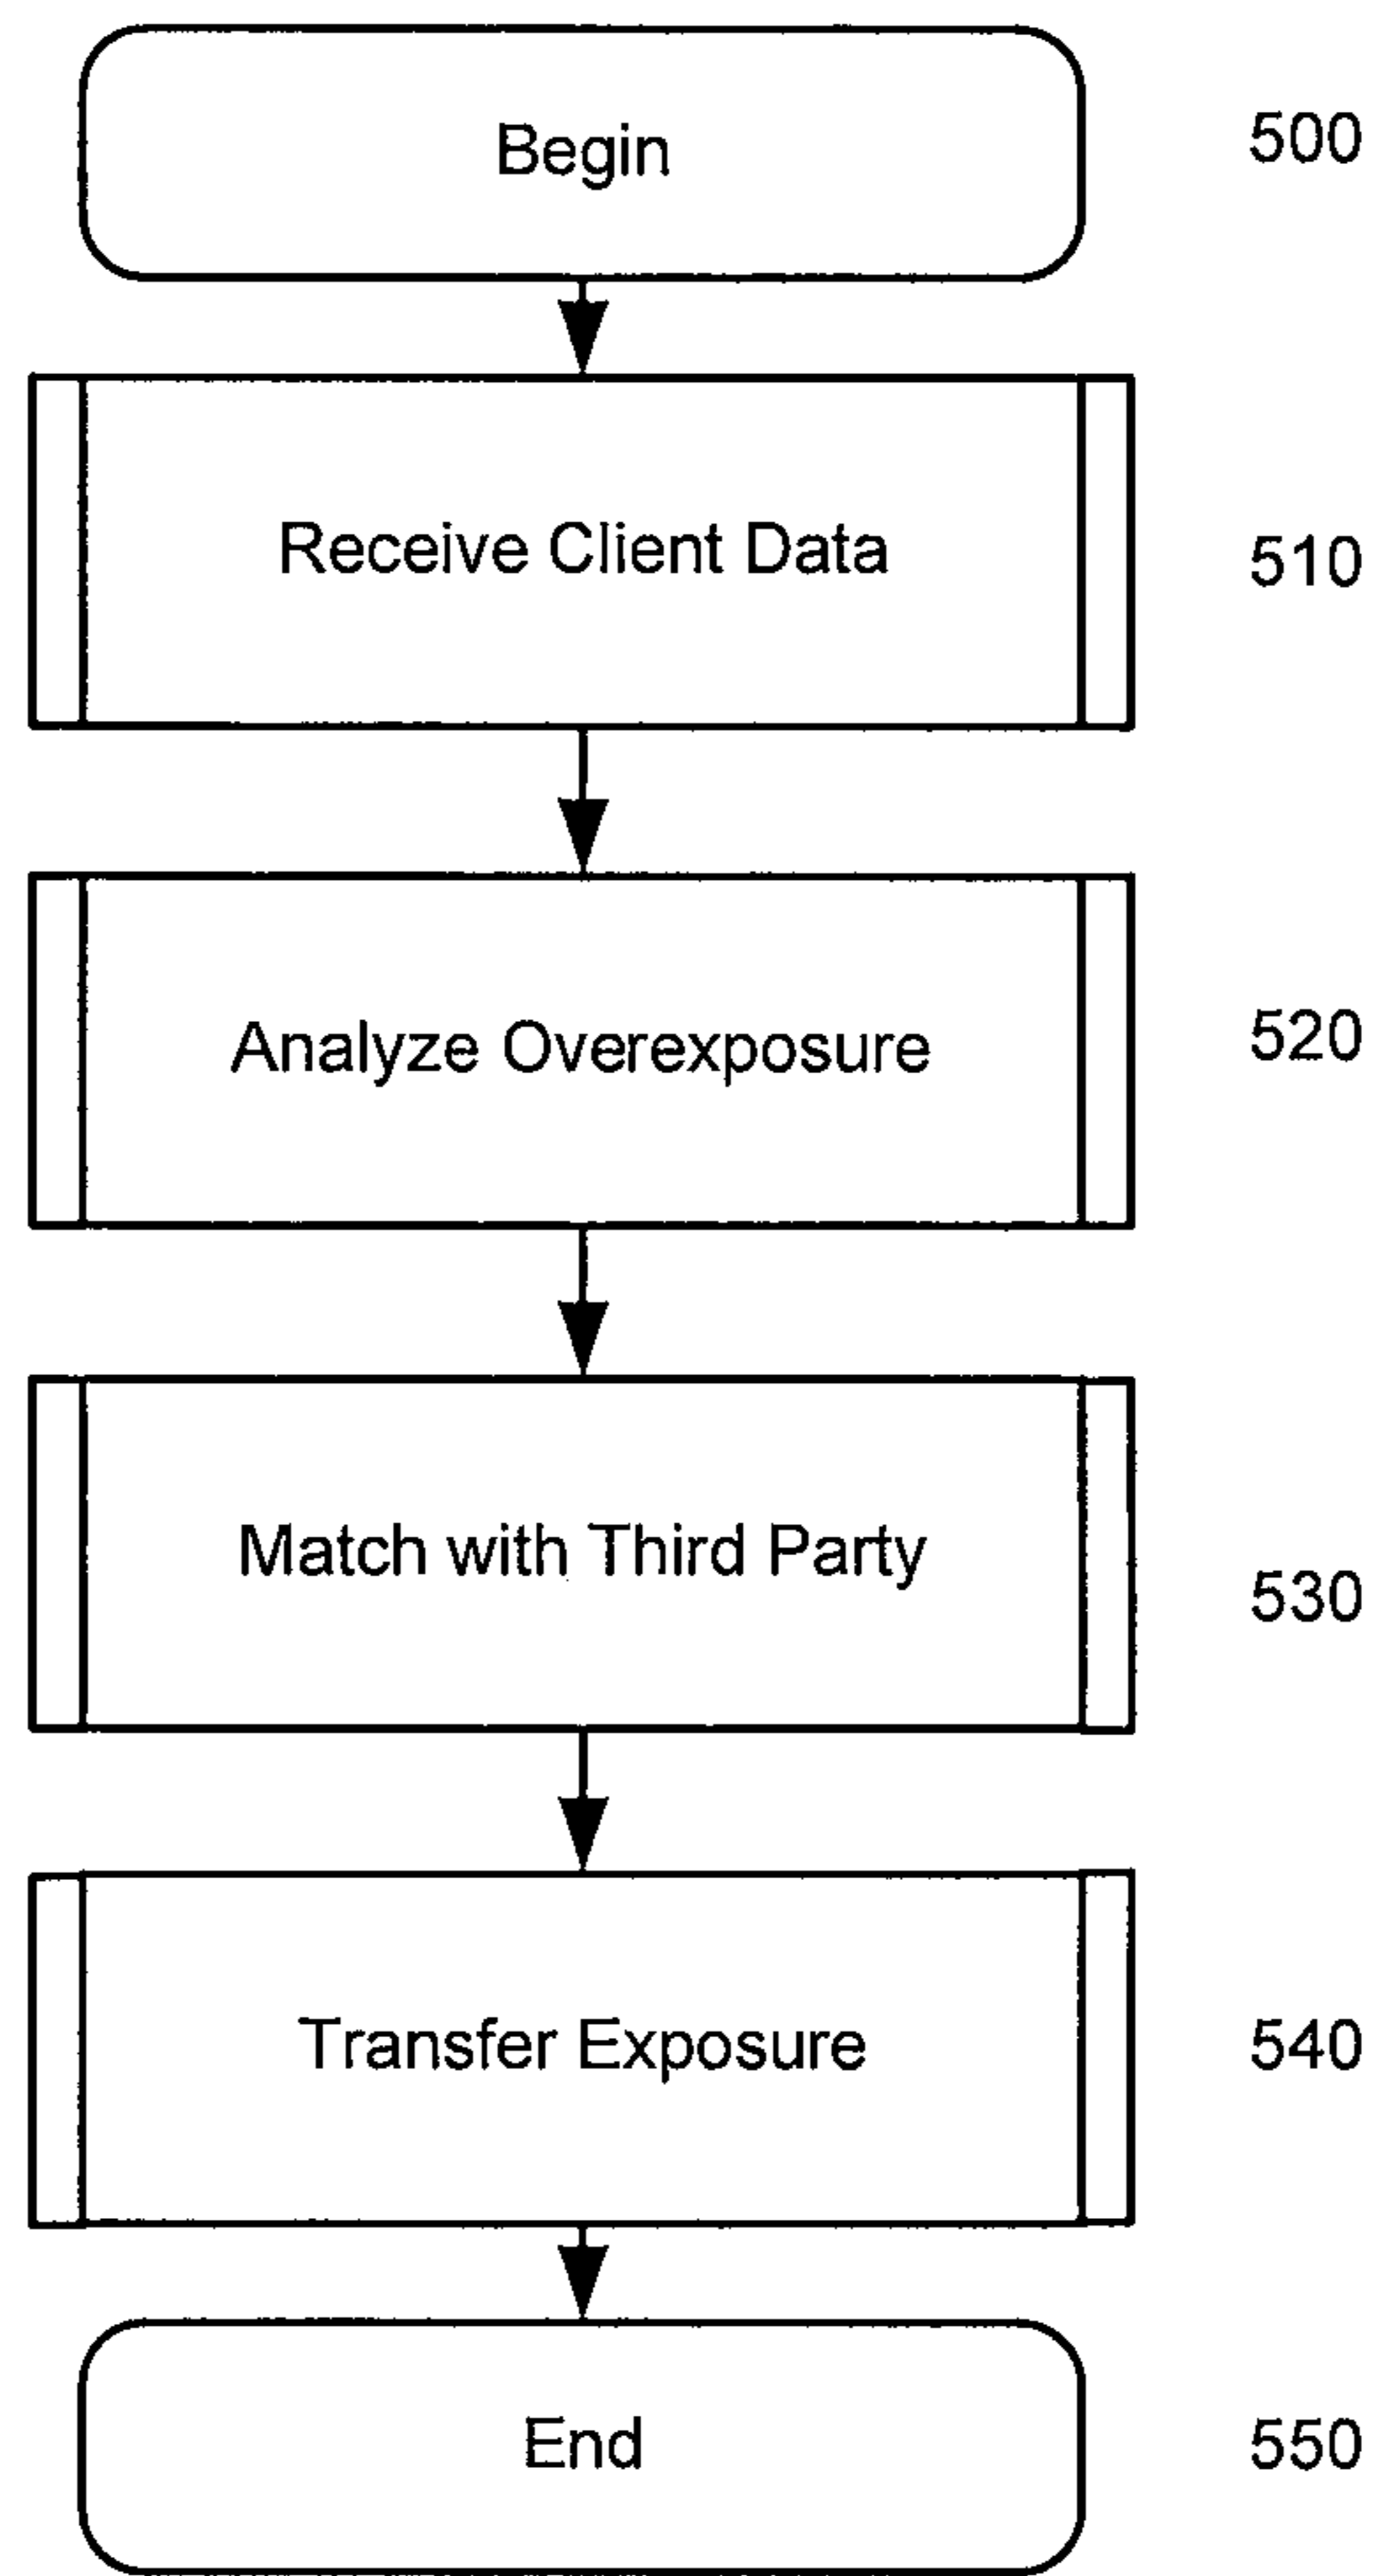 Begin
500
Receive Client Data
510
Analyze Overexposure
520
Match with Third Party
530
Transfer Exposure
540
End
550